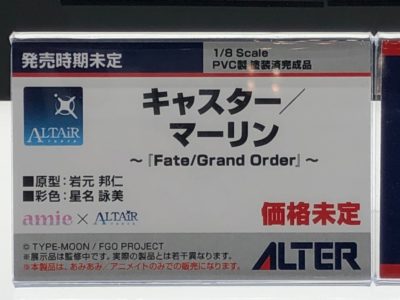 発売時期未定
1/8 Scale
PVC製 塗装済完成品
ALTAiR
キャスター/
マーリン
～『Fate/Grand Order』～
■原型:岩元 邦仁
■彩色:星名 詠美
amie × ALTAiR
価格未定
© TYPE-MOON / FGO PROJECT
※展示品は監修中です。実際の製品とは若干異なります。
※本製品は、あみあみ/アニメイトのみでの販売になります。
ALTER